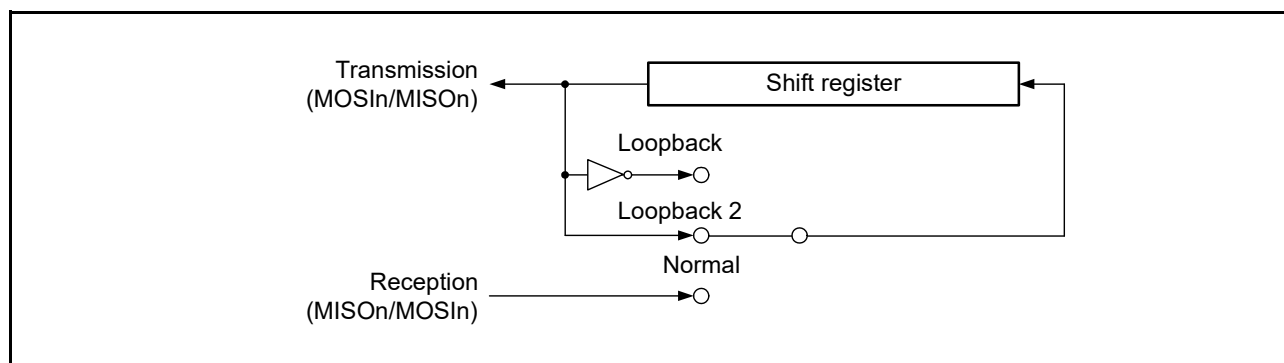 Transmission
(MOSIn/MISOn)
Shift register
Loopback
Loopback 2
Normal
Reception
(MISOn/MOSIn)